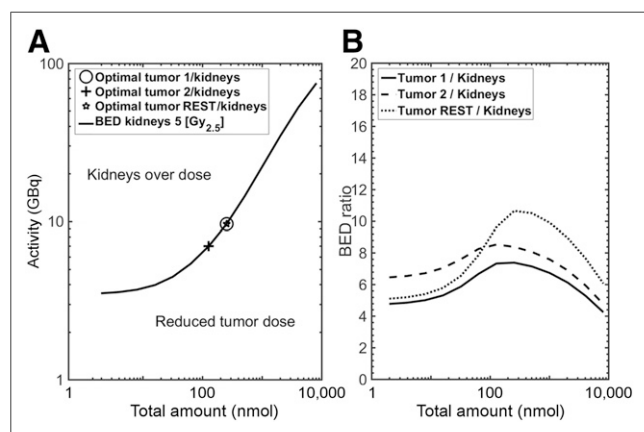 A
Optimal tumor 1/kidneys
Optimal tumor 2/kidneys
Optimal tumor REST/kidneys
BED kidneys 5 [Gy2.5]
Kidneys over dose
Reduced tumor dose
Activity (GBq)
100
10
1
1
100
10,000
Total amount (nmol)
B
Tumor 1 / Kidneys
Tumor 2 / Kidneys
Tumor REST / Kidneys
BED ratio
20
18
16
14
12
10
8
6
4
2
0
1
100
10,000
Total amount (nmol)